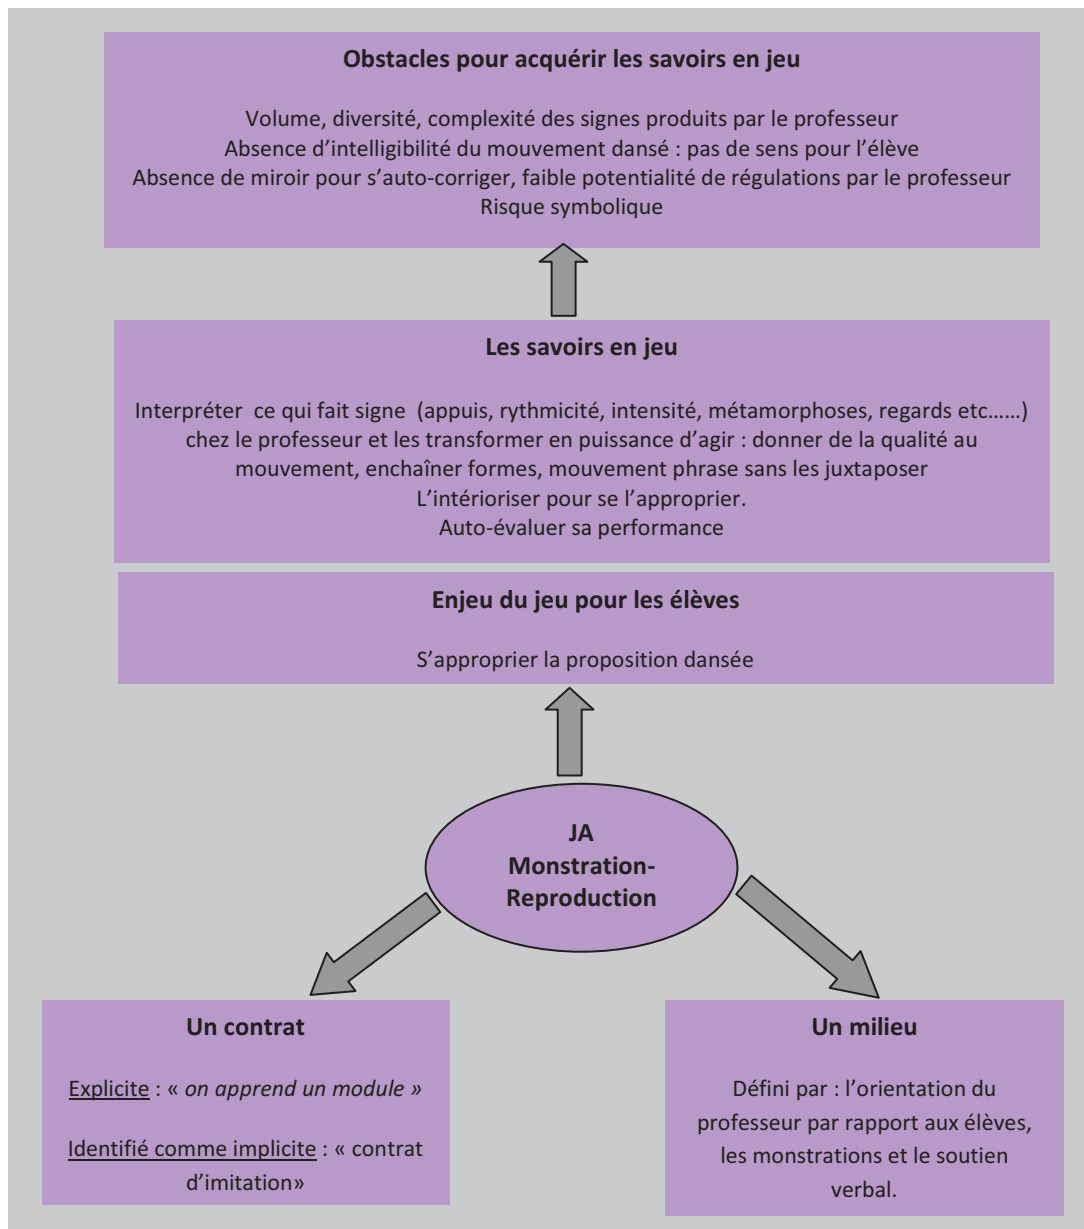 Obstacles pour acquérir les savoirs en jeu
Volume, diversité, complexité des signes produits par le professeur
Absence d’intelligibilité du mouvement dansé : pas de sens pour l’élève
Absence de miroir pour s’auto-corriger, faible potentialité de régulations par le professeur
Risque symbolique
Les savoirs en jeu
Interpréter ce qui fait signe (appuis, rythmicité, intensité, métamorphoses, regards etc……)
chez le professeur et les transformer en puissance d’agir : donner de la qualité au
mouvement, enchaîner formes, mouvement phrase sans les juxtaposer
L’intérioriser pour se l’approprier.
Auto-évaluer sa performance
Enjeu du jeu pour les élèves
S’approprier la proposition dansée
JA
Monstration-
Reproduction
Un contrat
Explicite : « on apprend un module »
Identifié comme implicite : « contrat
d’imitation»
Un milieu
Défini par : l’orientation du
professeur par rapport aux élèves,
les monstrations et le soutien
verbal.